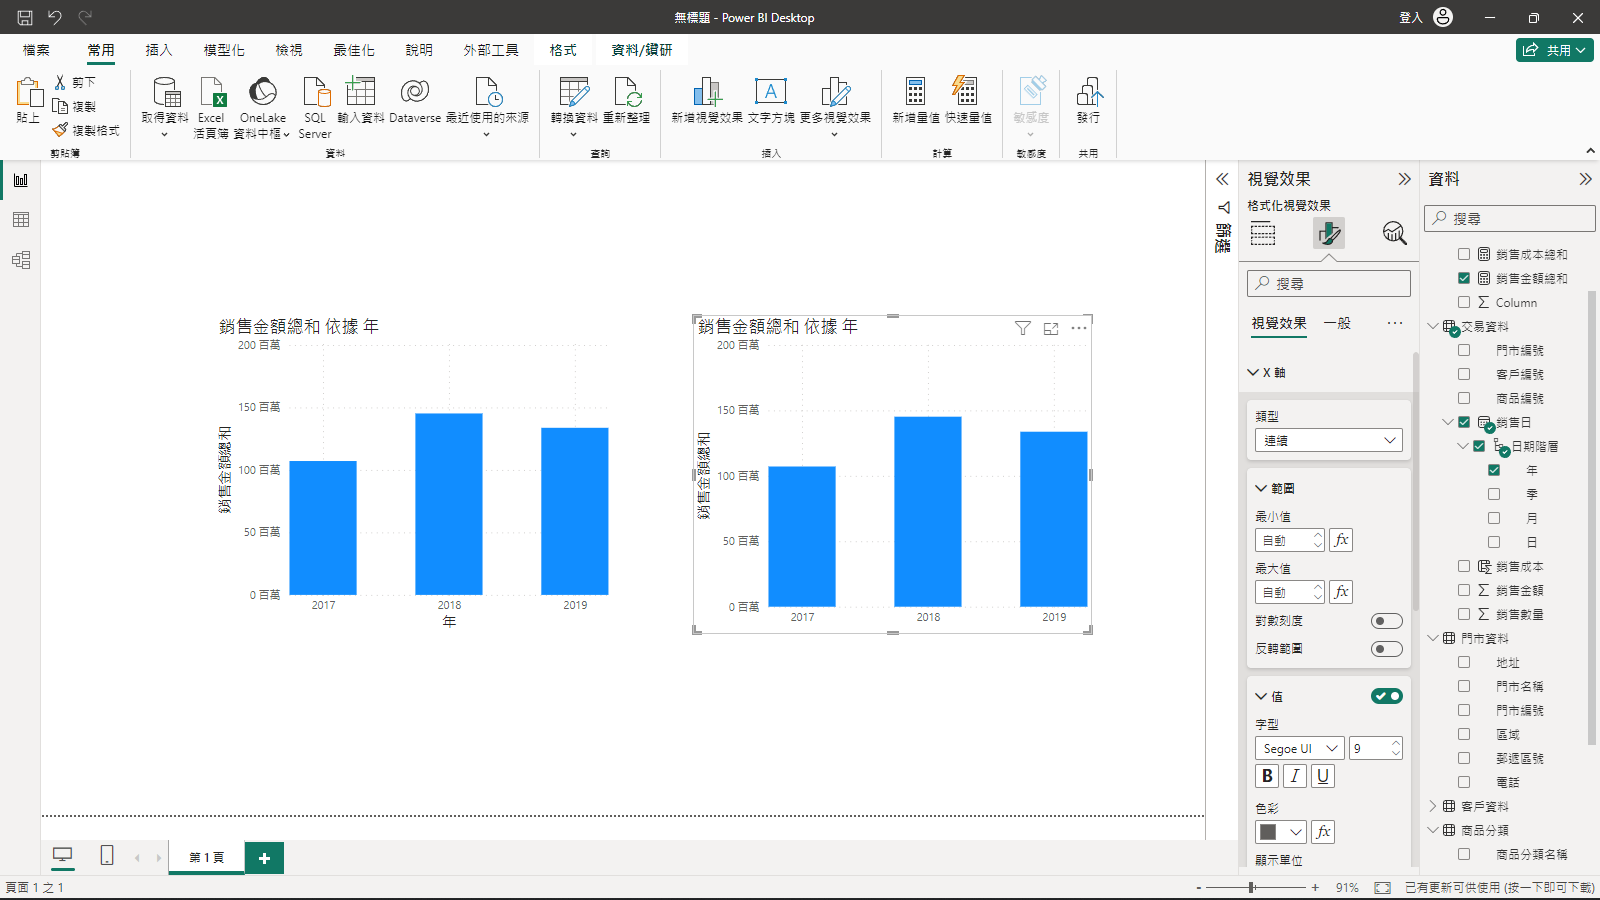 無標題 - Power BI Desktop
登入
檔案 常用 插入 模型化 檢視 最佳化 說明 外部工具 格式 資料/鑽研
共用
貼上
剪下
複製
複製格式
剪貼簿
取得資料
Excel
活頁簿
OneLake
資料中樞
SQL
Server
輸入資料
Dataverse
最近使用的來源
資料
轉換資料
重新整理
查詢
新增視覺效果
文字方塊
更多視覺效果
插入
新增量值
快速量值
計算
敏感度
敏感度
發行
共用
銷售金額總和 依據 年
200 百萬
150 百萬
100 百萬
50 百萬
0 百萬
銷售金額總和
2017 2018 2019
年
銷售金額總和 依據 年
200 百萬
150 百萬
100 百萬
50 百萬
0 百萬
銷售金額總和
2017 2018 2019
篩選
視覺效果
格式化視覺效果
搜尋
視覺效果 一般
X 軸
類型
連續
範圍
最小值
自動
fx
最大值
自動
fx
對數刻度
反轉範圍
值
字型
Segoe UI
9
B I U
色彩
fx
顯示單位
資料
搜尋
銷售成本總和
銷售金額總和
Column
交易資料
門市編號
客戶編號
商品編號
銷售日
日期階層
年
季
月
日
銷售成本
銷售金額
銷售數量
門市資料
地址
門市名稱
門市編號
區域
郵遞區號
電話
客戶資料
商品分類
商品分類名稱
第 1 頁
頁面 1 之 1
- + 91%
已有更新可供使用 (按一下即可下載)